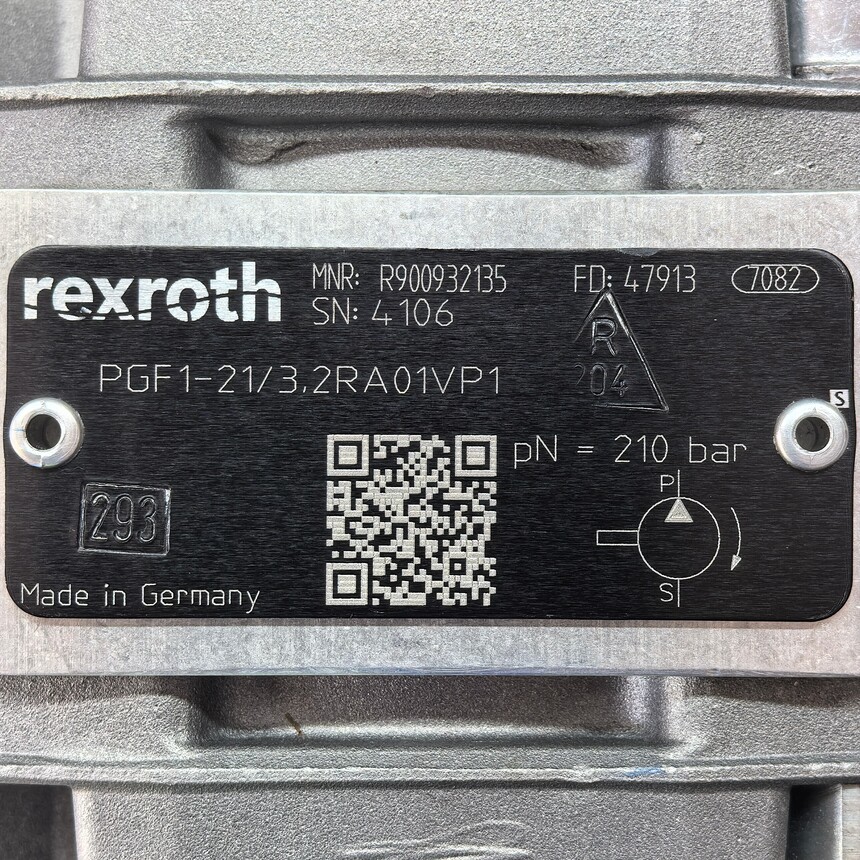 rexroth
MNR: R900932135
FD: 47913
7082
SN: 4106
R
204
PGF1-21/3,2RA01VP1
S
pN = 210 bar
P
293
S
Made in Germany